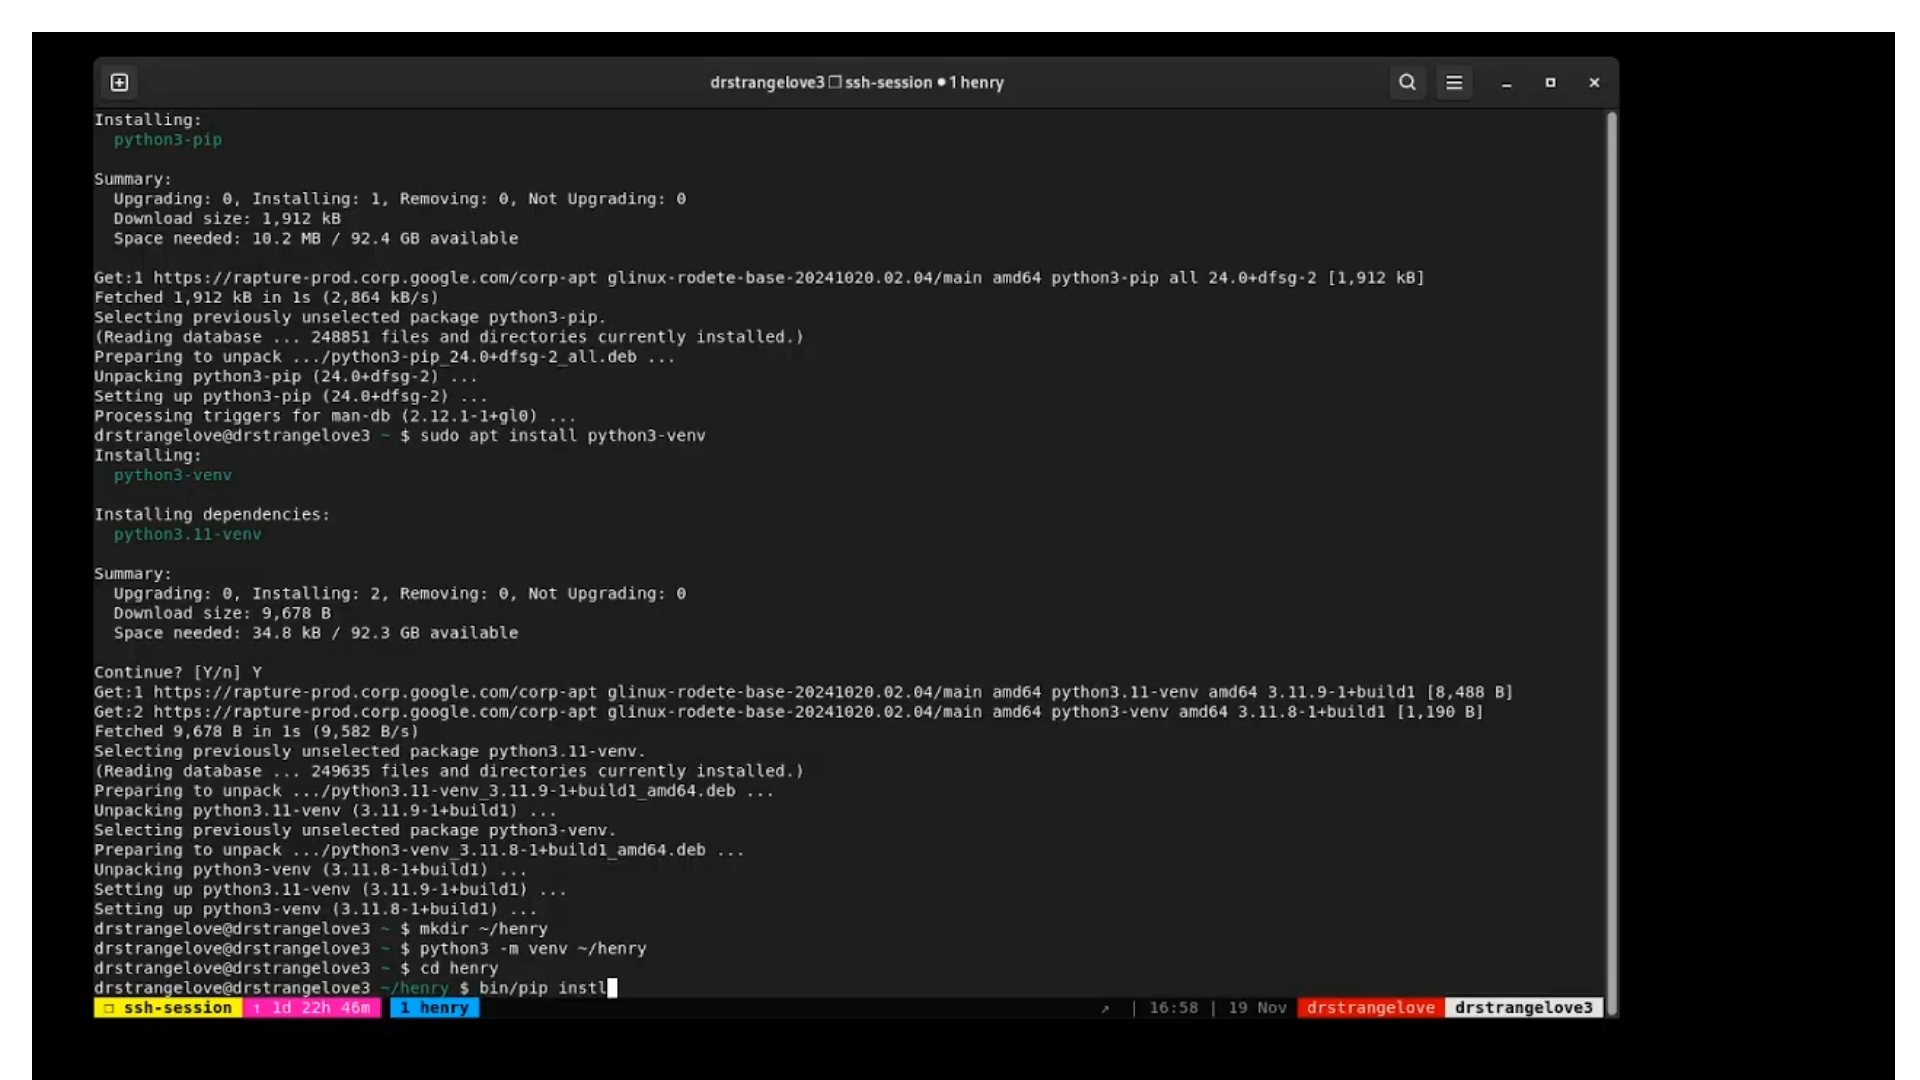 drstrangelove3 ❐ ssh-session ● 1 henry
Installing:
python3-pip
Summary:
Upgrading: 0, Installing: 1, Removing: 0, Not Upgrading: 0
Download size: 1,912 kB
Space needed: 10.2 MB / 92.4 GB available
Get:1 https://rapture-prod.corp.google.com/corp-apt glinux-rodete-base-20241020.02.04/main amd64 python3-pip all 24.0+dfsg-2 [1,912 kB]
Fetched 1,912 kB in 1s (2,864 kB/s)
Selecting previously unselected package python3-pip.
(Reading database ... 248851 files and directories currently installed.)
Preparing to unpack .../python3-pip_24.0+dfsg-2_all.deb ...
Unpacking python3-pip (24.0+dfsg-2) ...
Setting up python3-pip (24.0+dfsg-2) ...
Processing triggers for man-db (2.12.1-1+gl0) ...
drstrangelove@drstrangelove3 ~ $ sudo apt install python3-venv
Installing:
python3-venv
Installing dependencies:
python3.11-venv
Summary:
Upgrading: 0, Installing: 2, Removing: 0, Not Upgrading: 0
Download size: 9,678 B
Space needed: 34.8 kB / 92.3 GB available
Continue? [Y/n] Y
Get:1 https://rapture-prod.corp.google.com/corp-apt glinux-rodete-base-20241020.02.04/main amd64 python3.11-venv amd64 3.11.9-1+build1 [8,488 B]
Get:2 https://rapture-prod.corp.google.com/corp-apt glinux-rodete-base-20241020.02.04/main amd64 python3-venv amd64 3.11.8-1+build1 [1,190 B]
Fetched 9,678 B in 1s (9,582 B/s)
Selecting previously unselected package python3.11-venv.
(Reading database ... 249635 files and directories currently installed.)
Preparing to unpack .../python3.11-venv_3.11.9-1+build1_amd64.deb ...
Unpacking python3.11-venv (3.11.9-1+build1) ...
Selecting previously unselected package python3-venv.
Preparing to unpack .../python3-venv_3.11.8-1+build1_amd64.deb ...
Unpacking python3-venv (3.11.8-1+build1) ...
Setting up python3.11-venv (3.11.9-1+build1) ...
Setting up python3-venv (3.11.8-1+build1) ...
drstrangelove@drstrangelove3 ~ $ mkdir ~/henry
drstrangelove@drstrangelove3 ~ $ python3 -m venv ~/henry
drstrangelove@drstrangelove3 ~ $ cd henry
drstrangelove@drstrangelove3 ~/henry $ bin/pip instl
❐ ssh-session ↑ 1d 22h 46m 1 henry ↗ | 16:58 | 19 Nov drstrangelove drstrangelove3